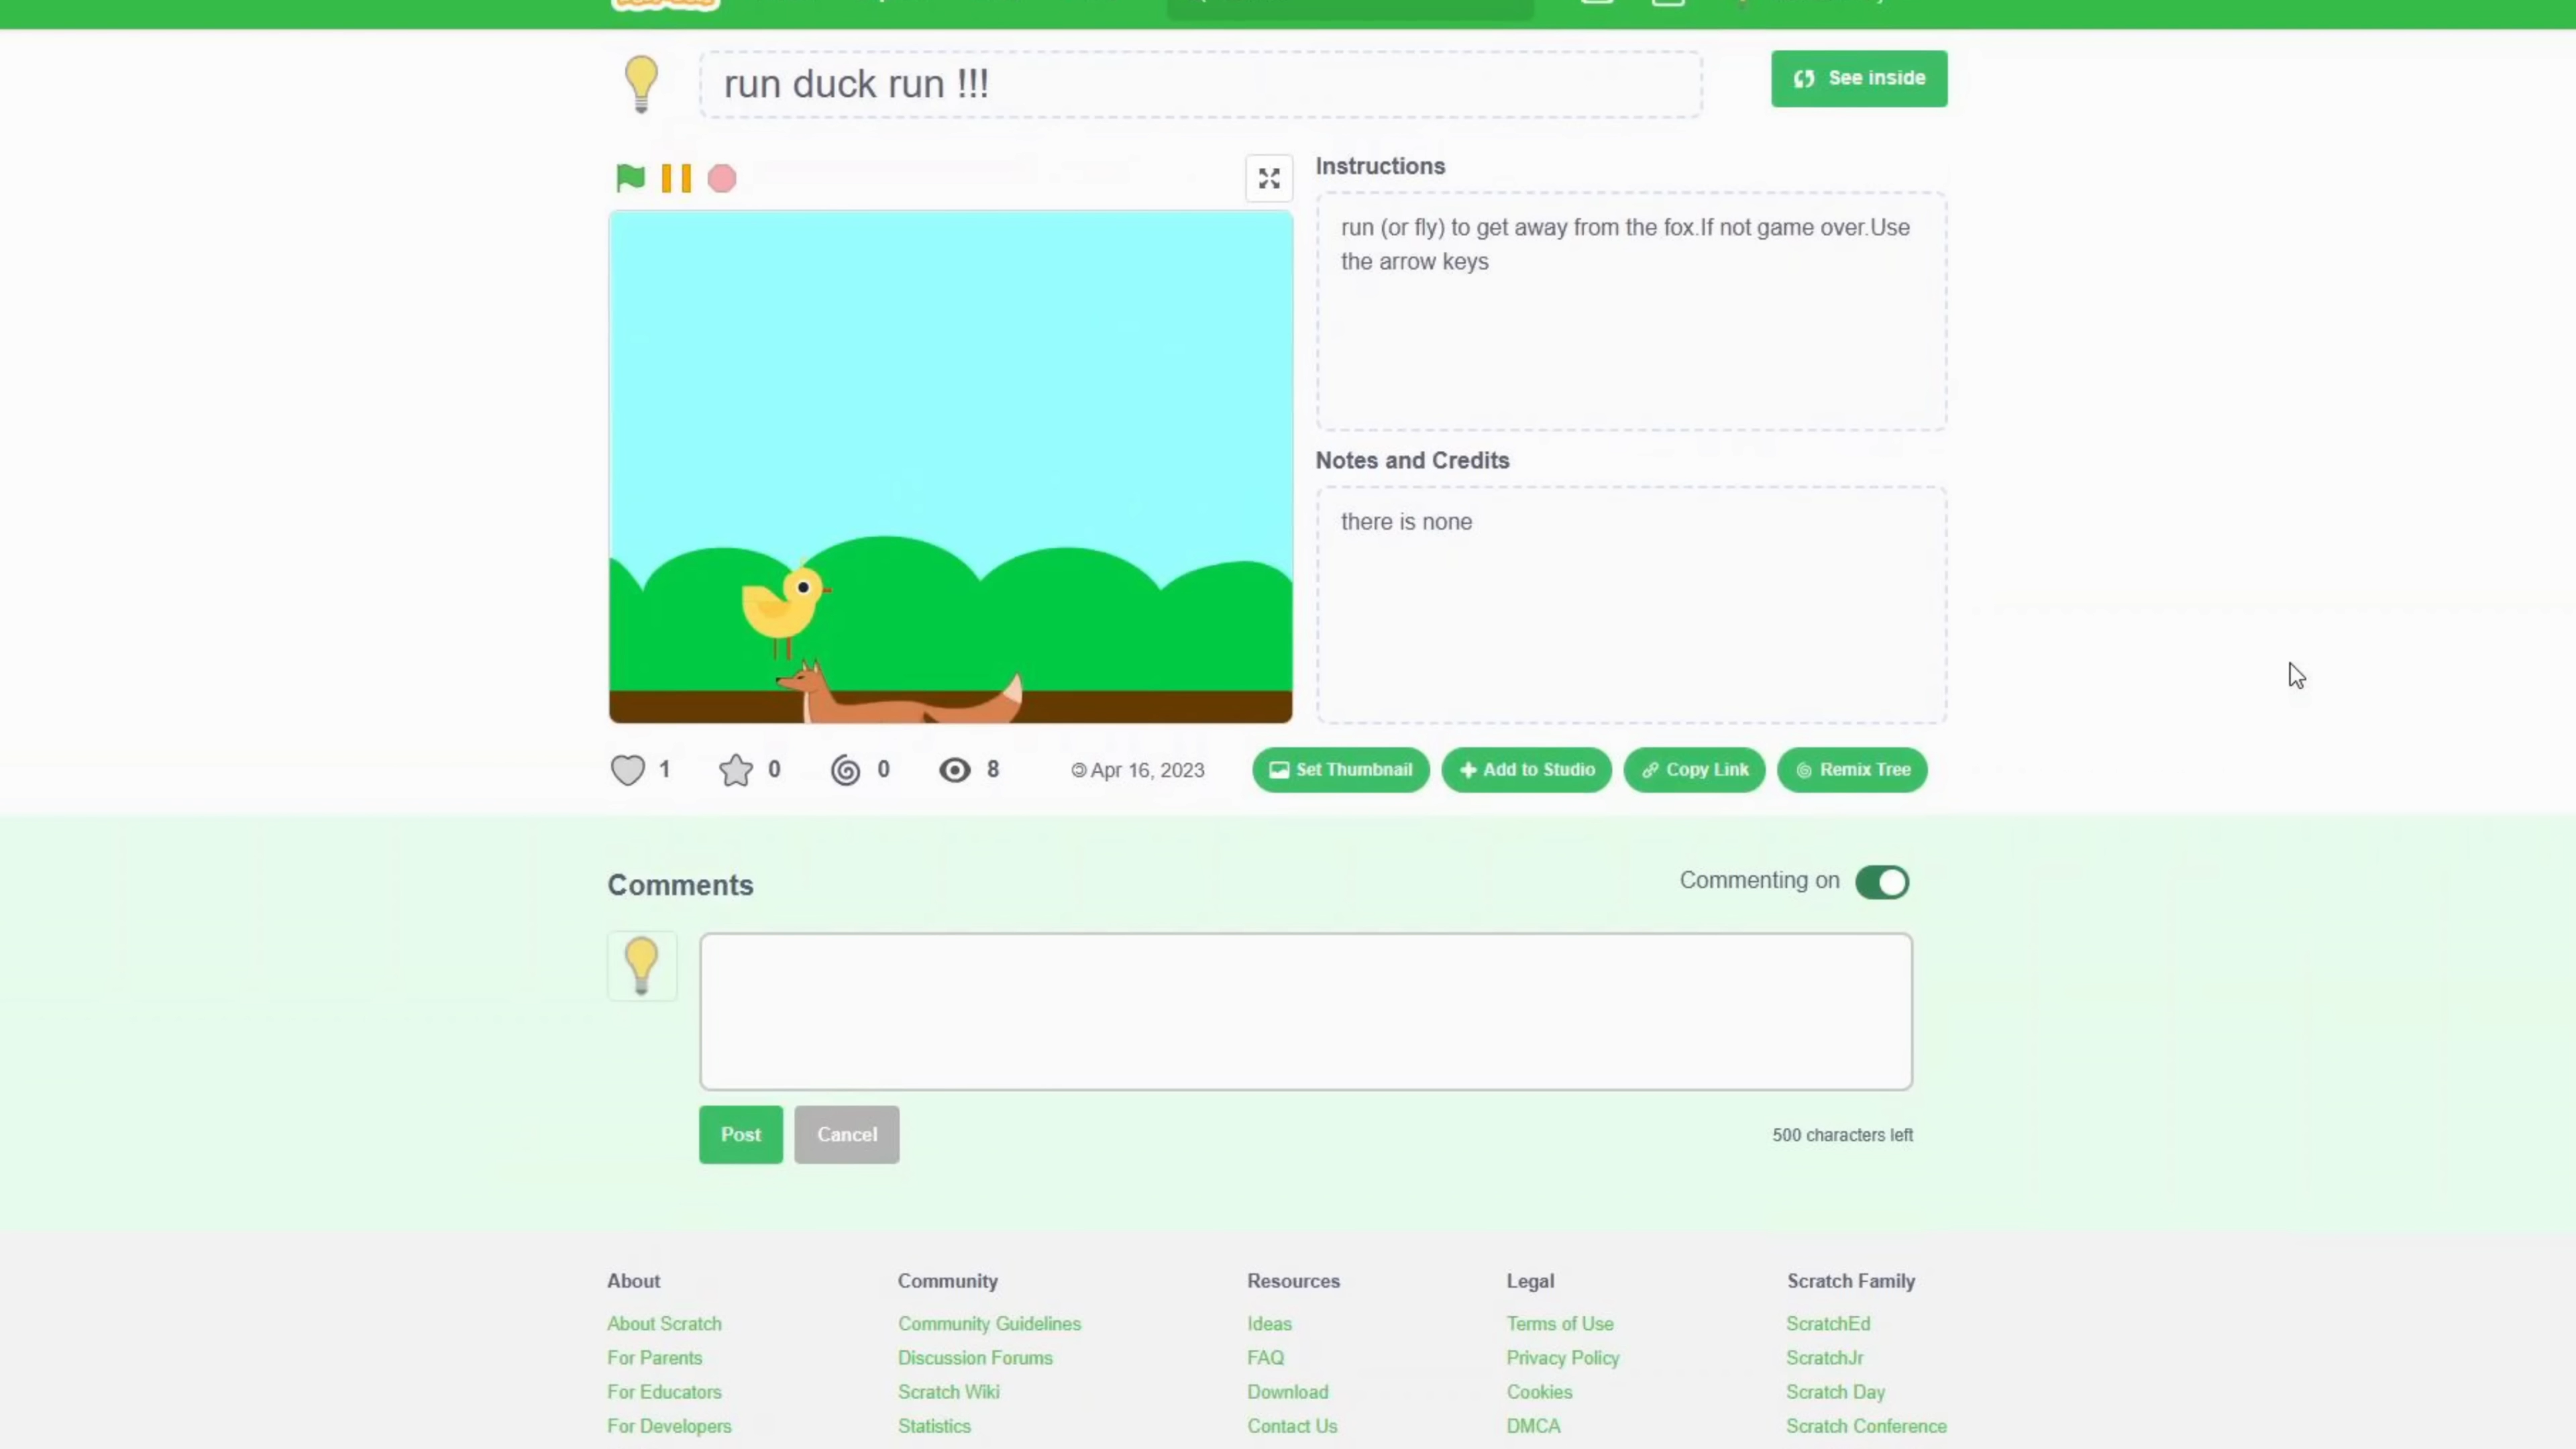 run duck run !!!
See inside
Instructions
run (or fly) to get away from the fox.If not game over.Use
the arrow keys
Notes and Credits
there is none
1
0
0
8
Apr 16, 2023
Set Thumbnail
Add to Studio
Copy Link
Remix Tree
Comments
Commenting on
Post
Cancel
500 characters left
About
Community
Resources
Legal
Scratch Family
About Scratch
Community Guidelines
Ideas
Terms of Use
ScratchEd
For Parents
Discussion Forums
FAQ
Privacy Policy
ScratchJr
For Educators
Scratch Wiki
Download
Cookies
Scratch Day
For Developers
Statistics
Contact Us
DMCA
Scratch Conference